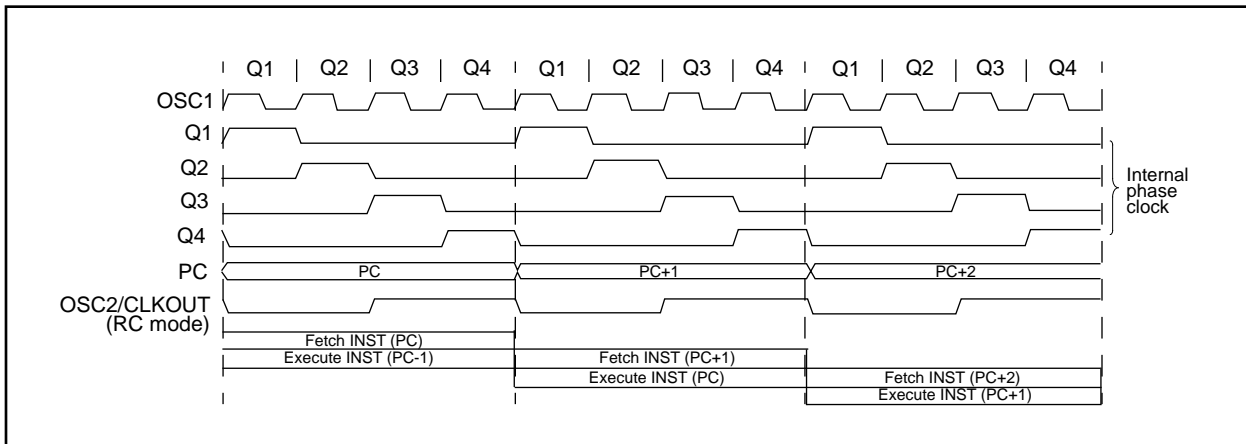 Q1 | Q2 | Q3 | Q4 | Q1 | Q2 | Q3 | Q4 | Q1 | Q2 | Q3 | Q4
OSC1
Q1
Q2
Q3
Q4
Internal
phase
clock
PC
PC
PC+1
PC+2
OSC2/CLKOUT
(RC mode)
Fetch INST (PC)
Execute INST (PC-1)
Fetch INST (PC+1)
Execute INST (PC)
Fetch INST (PC+2)
Execute INST (PC+1)